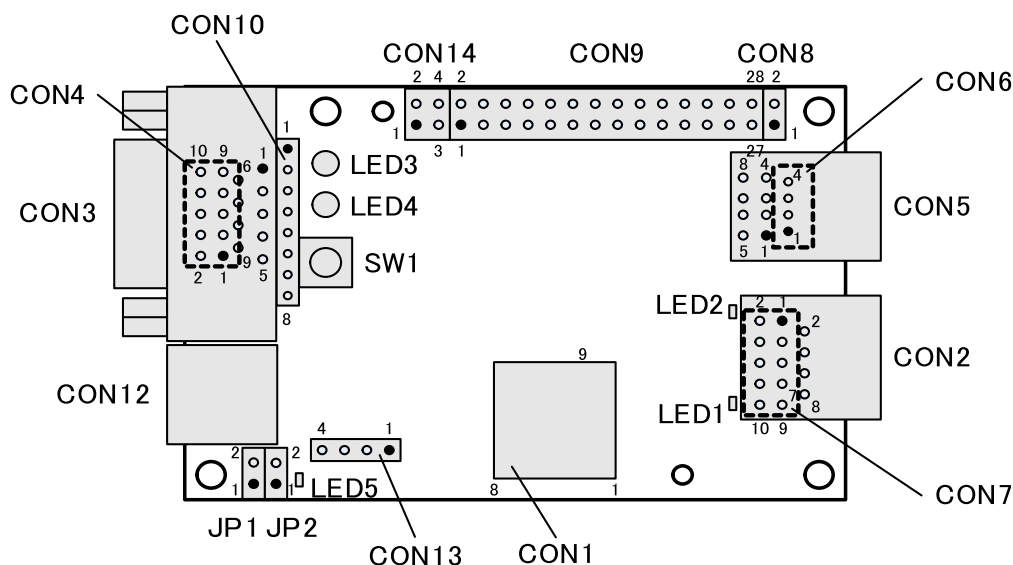 CON10
CON14 CON9 CON8
CON6
2 4 2 28 2
CON4
1 3 1 27 1
1
10 9 6 1
LED3
8 4 4
CON3
LED4
CON5
SW1
2 1 9 5
5 1 1
8
LED2
2 1 2
CON2
9
CON12
LED1
7 8
10 9
4 1
2 2
1 1
LED5
8 1
CON7
JP1 JP2
CON13
CON1